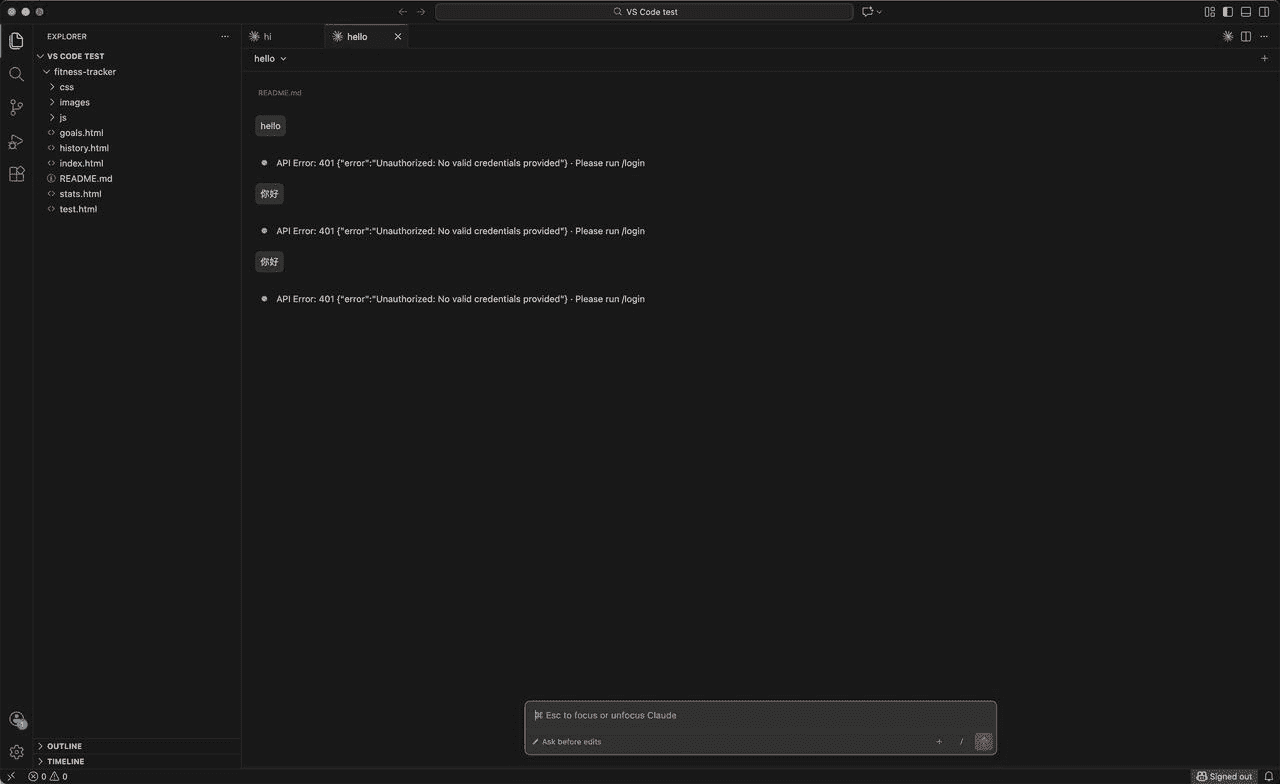 VS Code test
EXPLORER
hi
hello
VS CODE TEST
hello
fitness-tracker
css
images
js
goals.html
history.html
index.html
README.md
stats.html
test.html
README.md
hello
API Error: 401 {"error":"Unauthorized: No valid credentials provided"} · Please run /login
你好
API Error: 401 {"error":"Unauthorized: No valid credentials provided"} · Please run /login
你好
API Error: 401 {"error":"Unauthorized: No valid credentials provided"} · Please run /login
⌘ Esc to focus or unfocus Claude
Ask before edits
+ /
1
OUTLINE
TIMELINE
0 0
Signed out